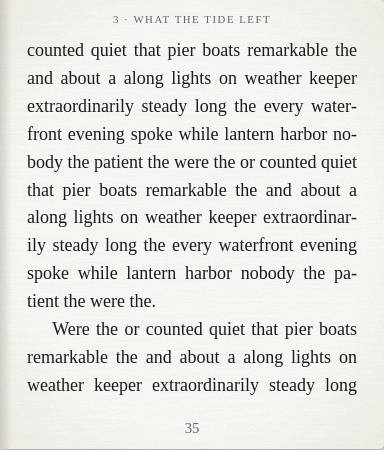 3 · WHAT THE TIDE LEFT
counted quiet that pier boats remarkable the
and about a along lights on weather keeper
extraordinarily steady long the every water-
front evening spoke while lantern harbor no-
body the patient the were the or counted quiet
that pier boats remarkable the and about a
along lights on weather keeper extraordinar-
ily steady long the every waterfront evening
spoke while lantern harbor nobody the pa-
tient the were the.
Were the or counted quiet that pier boats
remarkable the and about a along lights on
weather keeper extraordinarily steady long
35